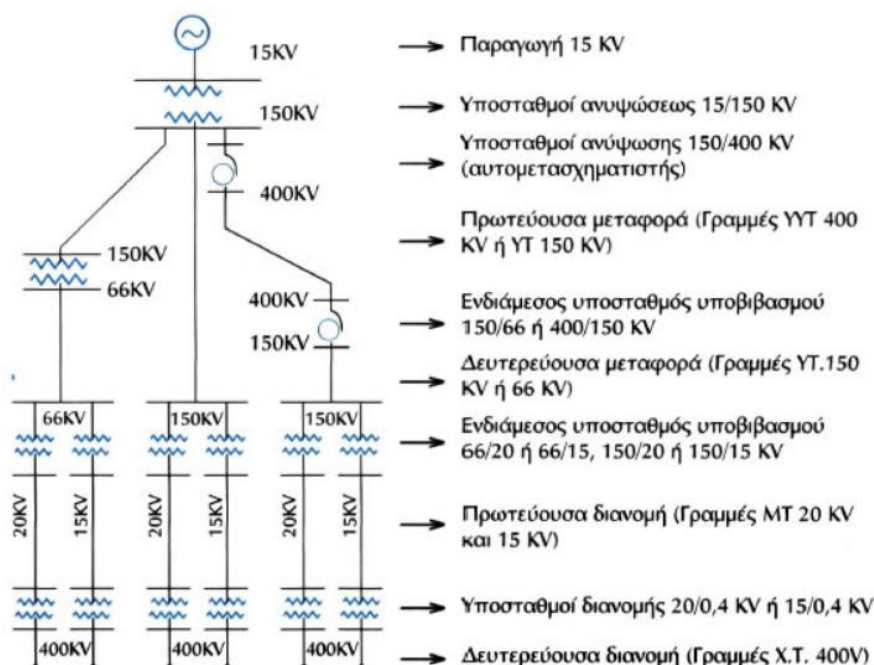 15KV
Παραγωγή 15 KV
150KV
Υποσταθμοί ανυψώσεως 15/150 KV
Υποσταθμοί ανύψωσης 150/400 KV
(αυτομετασχηματιστής)
400KV
Πρωτεύουσα μεταφορά (Γραμμές ΥΥΤ 400
KV ή ΥΤ 150 KV)
150KV
66KV
400KV
150KV
Ενδιάμεσος υποσταθμός υποβιβασμού
150/66 ή 400/150 KV
Δευτερεύουσα μεταφορά (Γραμμές ΥΤ.150
KV ή 66 KV)
66KV
150KV
150KV
Ενδιάμεσος υποσταθμός υποβιβασμού
66/20 ή 66/15, 150/20 ή 150/15 KV
20KV
15KV
20KV
15KV
20KV
15KV
Πρωτεύουσα διανομή (Γραμμές ΜΤ 20 KV
και 15 KV)
Υποσταθμοί διανομής 20/0,4 KV ή 15/0,4 KV
400KV
400KV
400KV
Δευτερεύουσα διανομή (Γραμμές Χ.Τ. 400V)